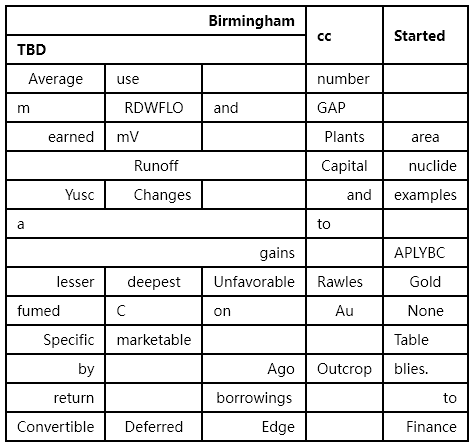 Birmingham cc Started
TBD
Average use number
m RDWFLO and GAP
earned mV Plants area
Runoff Capital nuclide
Yusc Changes and examples
a to
gains APLYBC
lesser deepest Unfavorable Rawles Gold
fumed C on Au None
Specific marketable Table
by Ago Outcrop blies.
return borrowings to
Convertible Deferred Edge Finance